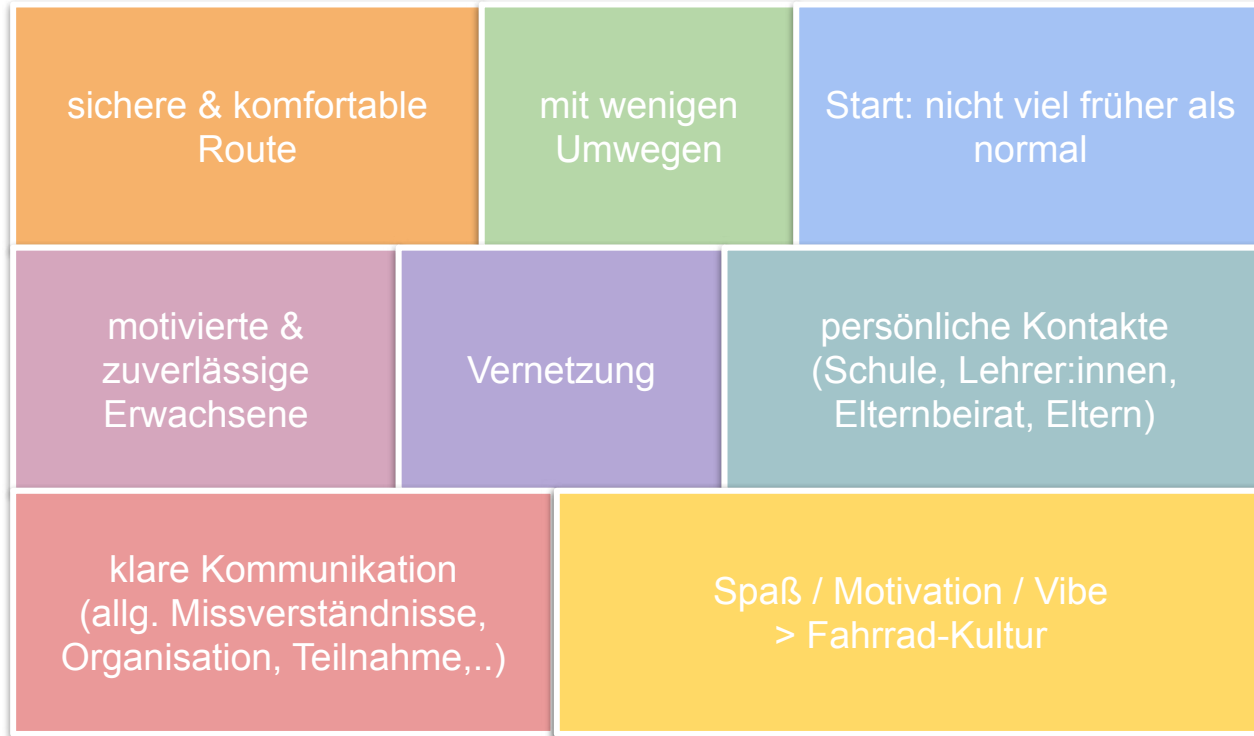 sichere & komfortable
Route
mit wenigen
Umwegen
Start: nicht viel früher als
normal
motivierte &
zuverlässige
Erwachsene
Vernetzung
persönliche Kontakte
(Schule, Lehrer:innen,
Elternbeirat, Eltern)
klare Kommunikation
(allg. Missverständnisse,
Organisation, Teilnahme,..)
Spaß / Motivation / Vibe
> Fahrrad-Kultur